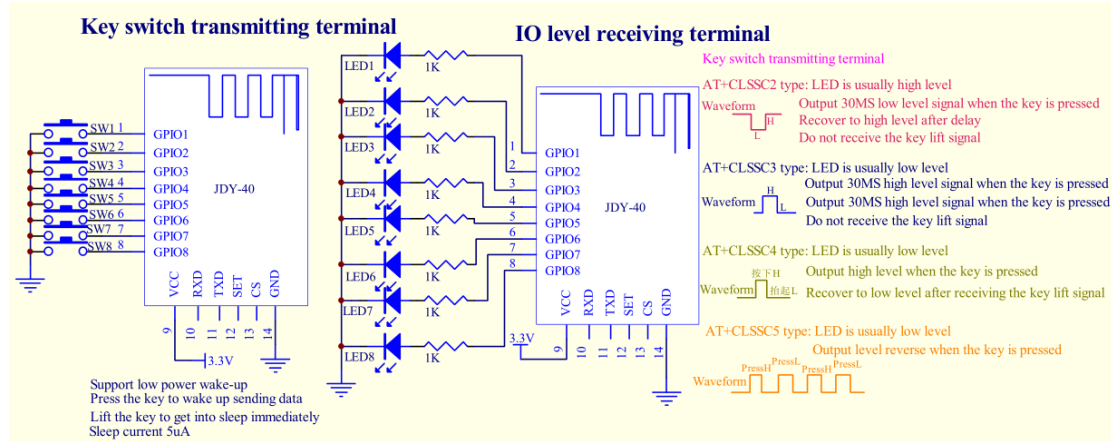 Key switch transmitting terminal
SW1 1 GPIO1
SW2 2 GPIO2
SW3 3 GPIO3
SW4 4 GPIO4
SW5 5 GPIO5
SW6 6 GPIO6
SW7 7 GPIO7
SW8 8 GPIO8
JDY-40
VCC RXD TXD SET CS GND
9 10 11 12 13 14
3.3V
Support low power wake-up
Press the key to wake up sending data
Lift the key to get into sleep immediately
Sleep current 5uA
IO level receiving terminal
LED1 1K
LED2 1K
LED3 1K
LED4 1K
LED5 1K
LED6 1K
LED7 1K
LED8 1K
1 GPIO1
2 GPIO2
3 GPIO3
4 GPIO4
5 GPIO5
6 GPIO6
7 GPIO7
8 GPIO8
JDY-40
VCC RXD TXD SET CS GND
3.3V
9 10 11 12 13 14
Key switch transmitting terminal
AT+CLSSC2 type: LED is usually high level
Waveform H L
Output 30MS low level signal when the key is pressed
Recover to high level after delay
Do not receive the key lift signal
AT+CLSSC3 type: LED is usually low level
Waveform H L
Output 30MS high level signal when the key is pressed
Output 30MS high level signal when the key is pressed
Do not receive the key lift signal
AT+CLSSC4 type: LED is usually low level
Waveform 按下H 抬起L
Output high level when the key is pressed
Recover to low level after receiving the key lift signal
AT+CLSSC5 type: LED is usually low level
Output level reverse when the key is pressed
Waveform PressH PressL PressH PressL